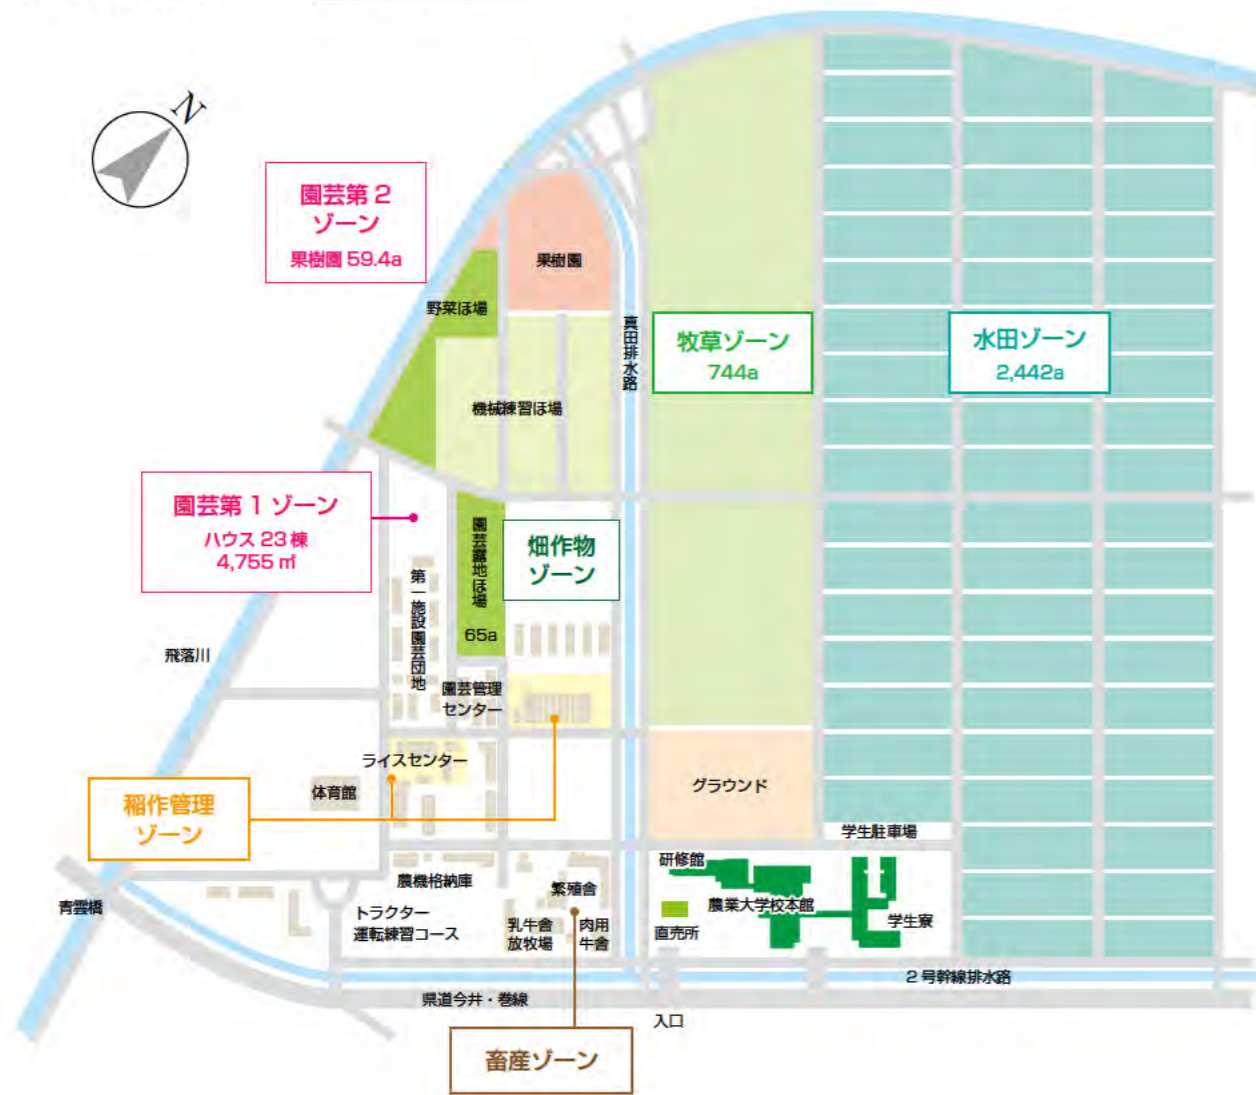 N
園芸第2
ゾーン
果樹園 59.4a
果樹園
野菜ほ場
真田排水路
牧草ゾーン
744a
水田ゾーン
2,442a
機械練習ほ場
園芸第1ゾーン
ハウス 23棟
4,755㎡
園芸露地ほ場
65a
畑作物
ゾーン
第一施設園芸団地
飛落川
園芸管理
センター
ライスセンター
体育館
グラウンド
稲作管理
ゾーン
学生駐車場
研修館
農機格納庫
繁殖舎
農業大学校本館
青雲橋
トラクター
運転練習コース
乳牛舎
放牧場
肉用
牛舎
直売所
学生寮
2号幹線排水路
県道今井・巻線
入口
畜産ゾーン